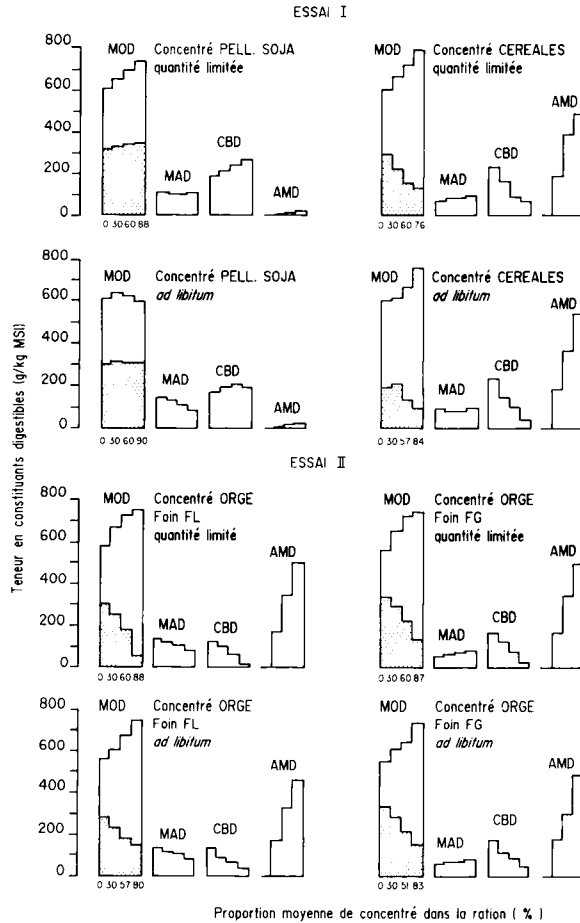 ESSAI I
MOD
Concentré PELL. SOJA
quantité limitée
800
600
400
200
0
MAD
CBD
AMD
0 30 60 88
MOD
Concentré CEREALES
quantité limitée
MAD
CBD
AMD
0 30 60 76
MOD
Concentré PELL. SOJA
ad libitum
800
600
400
200
0
MAD
CBD
AMD
0 30 60 90
MOD
Concentré CEREALES
ad libitum
MAD
CBD
AMD
0 30 57 84
ESSAI II
MOD
Concentré ORGE
Foin FL
quantité limité
800
600
400
200
0
MAD
CBD
AMD
0 30 60 88
MOD
Concentré ORGE
Foin FG
quantité limitée
MAD
CBD
AMD
0 30 60 87
MOD
Concentré ORGE
Foin FL
ad libitum
800
600
400
200
0
MAD
CBD
AMD
0 30 57 80
MOD
Concentré ORGE
Foin FG
ad libitum
MAD
CBD
AMD
0 30 58 83
Teneur en constituants digestibles (g/kg MSI)
Proportion moyenne de concentré dans la ration ( % )